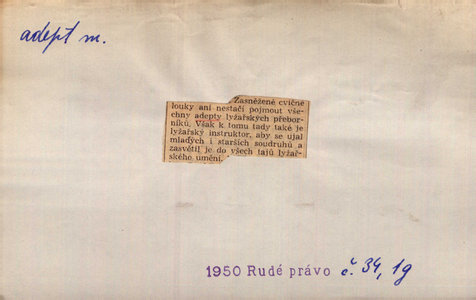 adept m.
Zasněžené cvičné
louky ani nestačí pojmout vše-
chny adepty lyžařských přebor-
níků. Však k tomu tady také je
lyžařský instruktor, aby se ujal
mladých i starších soudruhů a
zasvětil je do všech tajů lyžař-
ského umění.
1950 Rudé právo č. 34, 1g